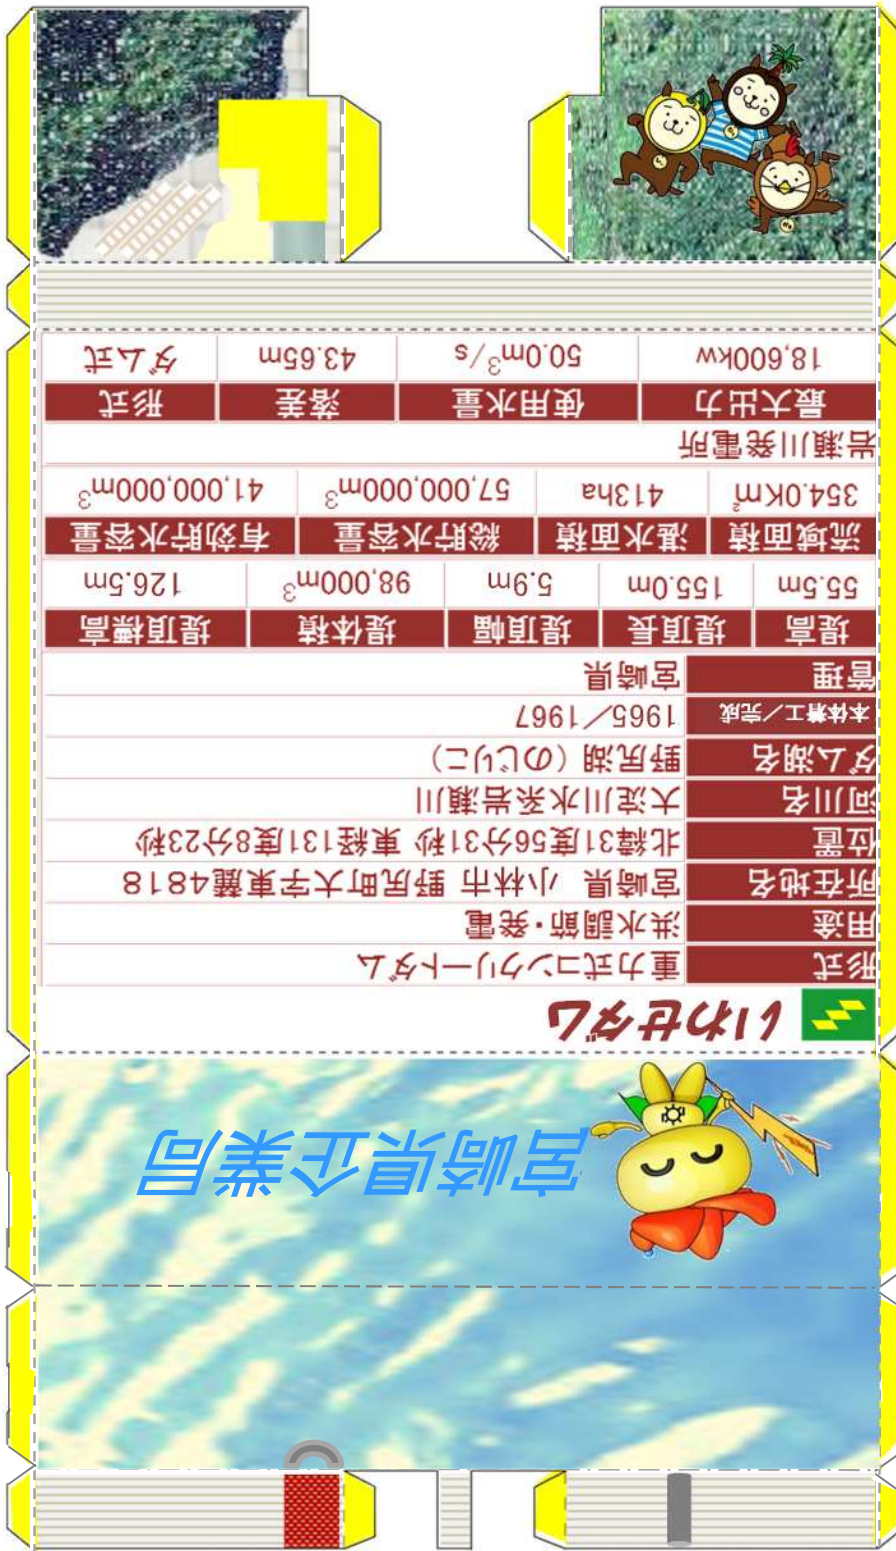 宮崎県企業局
いわせダム
形式 重力式コンクリートダム
用途 洪水調節・発電
所在地名 宮崎県 小林市 野尻町大字東麓4818
位置 北緯31度56分31秒 東経131度8分23秒
河川名 大淀川水系岩瀬川
ダム湖名 野尻湖（のじりこ）
本体着工／完成 1965／1967
管理 宮崎県
堤高 堤頂長 堤頂幅 堤体積 堤頂標高
55.5m 155.0m 5.9m 98,000m³ 126.5m
流域面積 湛水面積 総貯水容量 有効貯水容量
354.0Km² 413ha 57,000,000m³ 41,000,000m³
岩瀬川発電所
最大出力 使用水量 落差 形式
18,600kw 50.0m³/s 43.65m ダム式